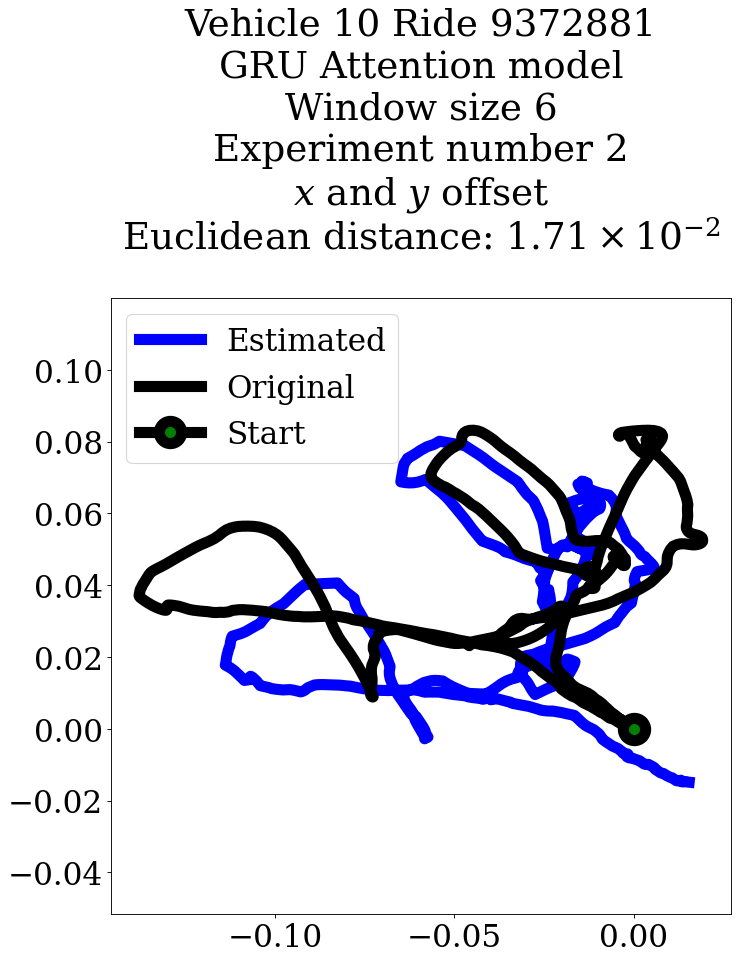 Vehicle 10 Ride 9372881
GRU Attention model
Window size 6
Experiment number 2
x and y offset
Euclidean distance: 1.71 × 10⁻²
Estimated
Original
Start
0.10
0.08
0.06
0.04
0.02
0.00
−0.02
−0.04
−0.10
−0.05
0.00